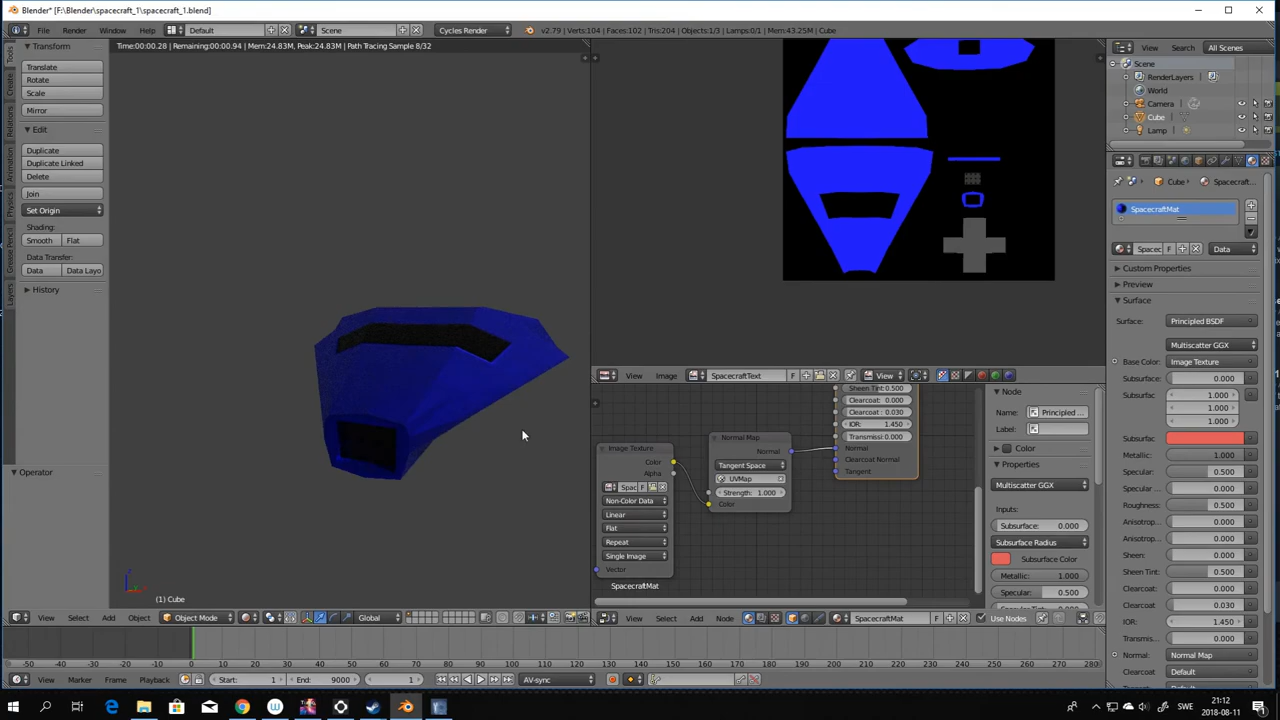 Blender* [F:\Blender\spacecraft_1\spacecraft_1.blend]
File Render Window Help Default Scene Cycles Render v2.79 | Verts:104 | Faces:102 | Tris:204 | Objects:1/3 | Lamps:0/1 | Mem:43.25M | Cube
Time:00:00.28 | Remaining:00:00.94 | Mem:24.83M, Peak:24.83M | Path Tracing Sample 8/32
Tools
Create
Relations
Animation
Physics
Grease Pencil
Layers
Transform
Translate
Rotate
Scale
Mirror
Edit
Duplicate
Duplicate Linked
Delete
Join
Set Origin
Shading:
Smooth Flat
Data Transfer:
Data Data Layo
History
Operator
(1) Cube
View Select Add Object Object Mode Global
View Image SpacecraftText F View
Image Texture
Color
Alpha
Spac F
Non-Color Data
Linear
Flat
Repeat
Single Image
Vector
SpacecraftMat
Normal Map
Normal
Tangent Space
UVMap
Strength: 1.000
Color
Sheen Tint:0.500
Clearcoat: 0.000
Clearcoat : 0.030
IOR: 1.450
Transmissi:0.000
Normal
Clearcoat Normal
Tangent
Node
Name: Principled
Label:
Color
Properties
Multiscatter GGX
Inputs:
Subsurface: 0.000
Subsurface Radius
Subsurface Color
Metallic: 1.000
Specular: 0.500
View Select Add Node SpacecraftMat F Use Nodes
View Search All Scenes
Scene
RenderLayers
World
Camera
Cube
Lamp
Cube Spacecraft...
SpacecraftMat
Spacec F Data
Custom Properties
Preview
Surface
Surface: Principled BSDF
Multiscatter GGX
Base Color: Image Texture
Subsurface: 0.000
Subsurfac 1.000
1.000
1.000
Subsurfac
Metallic: 1.000
Specular: 0.500
Specular ... 0.000
Roughness: 0.500
Anisotrop... 0.000
Anisotrop... 0.000
Sheen: 0.000
Sheen Tint: 0.500
Clearcoat: 0.000
Clearcoat 0.030
IOR: 1.450
Transmis... 0.000
Normal: Normal Map
Clearcoat Default
-50 -40 -30 -20 -10 0 10 20 30 40 50 60 70 80 90 100 110 120 130 140 150 160 170 180 190 200 210 220 230 240 250 260 270 280
View Marker Frame Playback Start: 1 End: 9000 1 AV-sync
SWE
21:12
2018-08-11